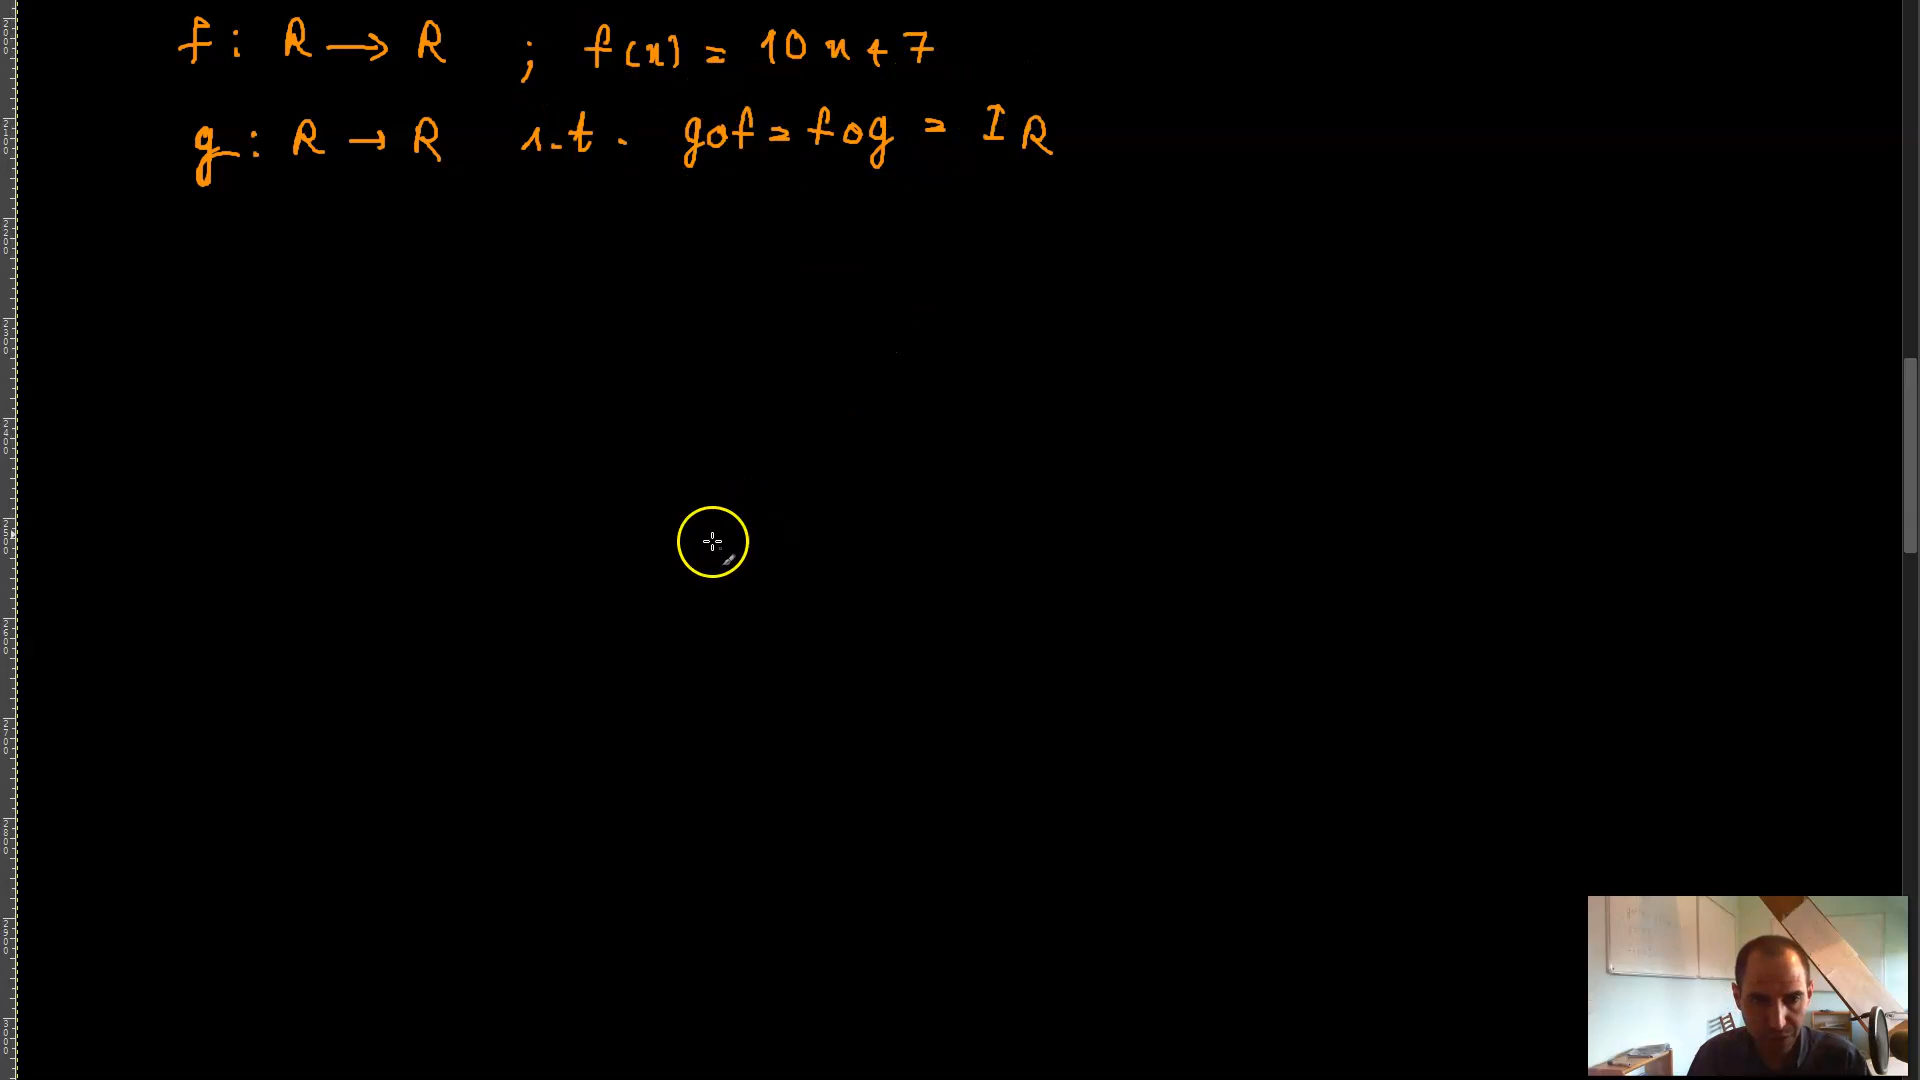 f: R → R ; f(x) = 10x + 7
g: R → R s.t. gof = fog = I R